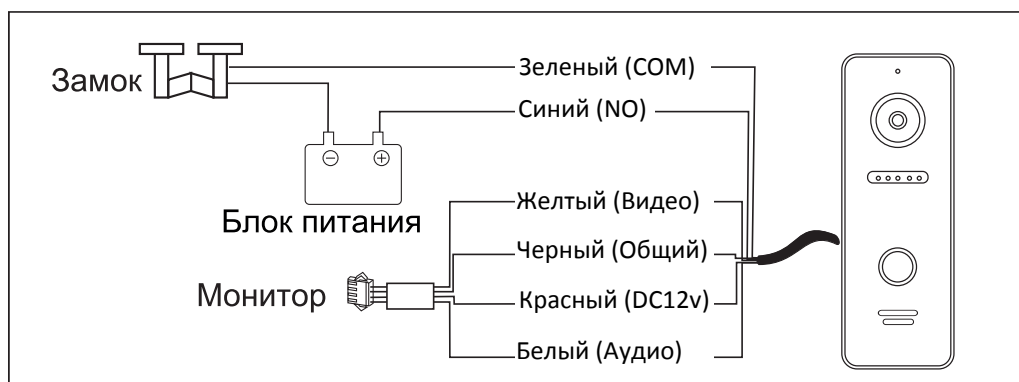 Замок
Зеленый (COM)
Синий (NO)
Блок питания
Желтый (Видео)
Черный (Общий)
Монитор
Красный (DC12v)
Белый (Аудио)